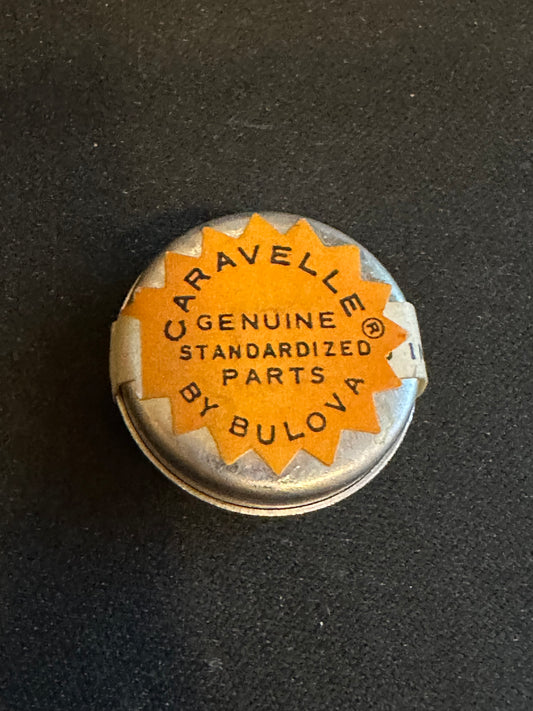 CARAVELLE®
GENUINE
STANDARDIZED
PARTS
BY BULOVA